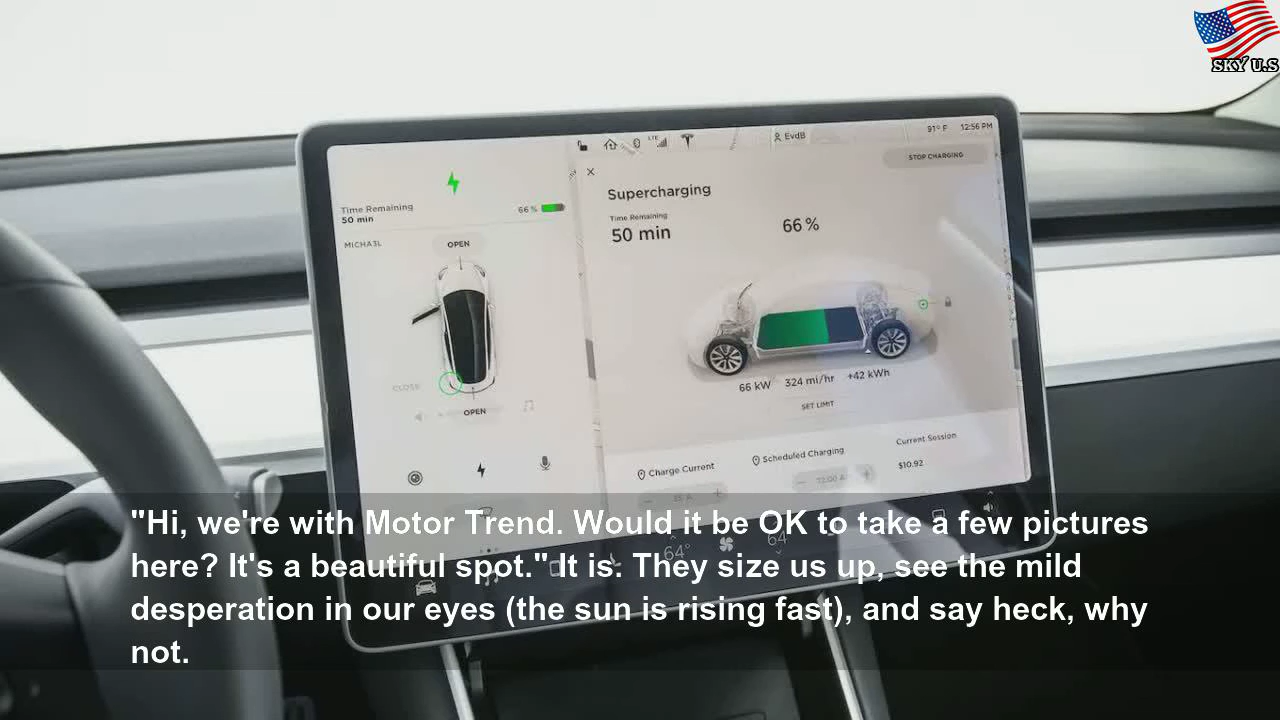 SKY U.S
LTE
EvdB
91° F 12:56 PM
STOP CHARGING
Time Remaining
50 min
66 %
MICHA3L
OPEN
CLOSE
OPEN
Supercharging
Time Remaining
50 min
66 %
66 kW 324 mi/hr +42 kWh
SET LIMIT
Charge Current
Scheduled Charging
Current Session
$10.92
64°
64
"Hi, we're with Motor Trend. Would it be OK to take a few pictures
here? It's a beautiful spot." It is. They size us up, see the mild
desperation in our eyes (the sun is rising fast), and say heck, why
not.